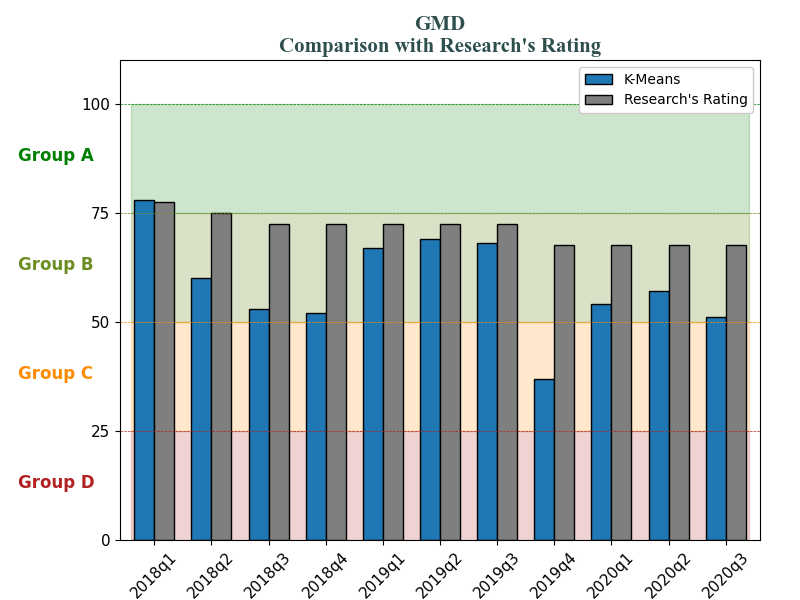 GMD
Comparison with Research's Rating
K-Means
Research's Rating
100
Group A
75
Group B
50
Group C
25
Group D
0
2018q1
2018q2
2018q3
2018q4
2019q1
2019q2
2019q3
2019q4
2020q1
2020q2
2020q3